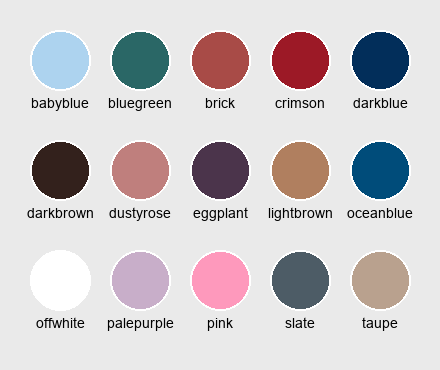 babyblue bluegreen brick crimson darkblue
darkbrown dustyrose eggplant lightbrown oceanblue
offwhite palepurple pink slate taupe